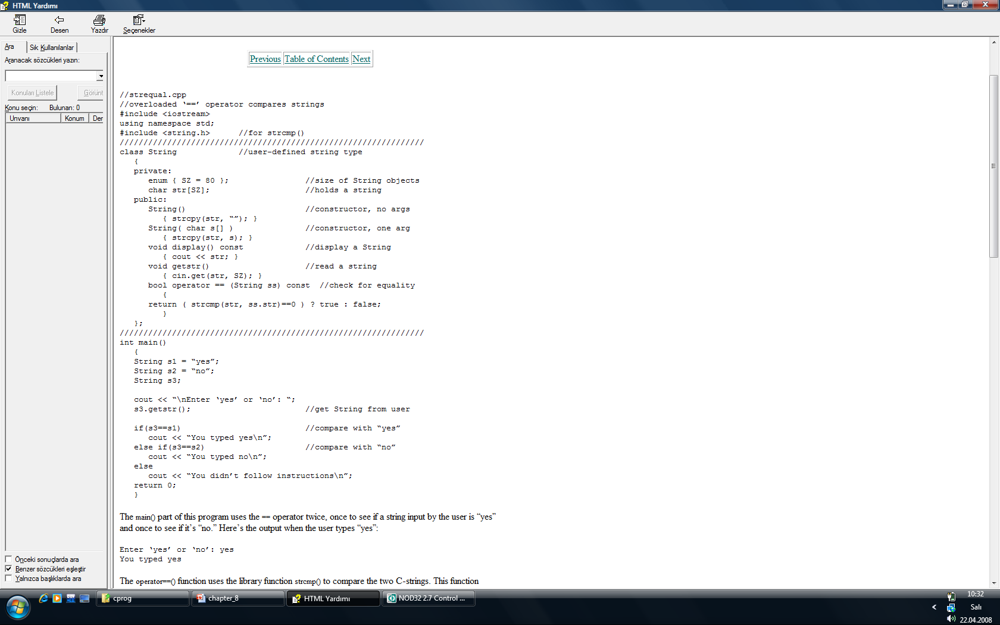 HTML Yardımı
Gizle Desen Yazdır Seçenekler
Ara Sık Kullanılanlar
Aranacak sözcükleri yazın:
Konuları Listele Görünt
Konu seçin: Bulunan: 0
Unvanı Konum Der
Önceki sonuçlarda ara
Benzer sözcükleri eşleştir
Yalnızca başlıklarda ara
Previous Table of Contents Next
//strequal.cpp
//overloaded ‘==’ operator compares strings
#include <iostream>
using namespace std;
#include <string.h> //for strcmp()
////////////////////////////////////////////////////////////////
class String //user-defined string type
{
private:
enum { SZ = 80 }; //size of String objects
char str[SZ]; //holds a string
public:
String() //constructor, no args
{ strcpy(str, “”); }
String( char s[] ) //constructor, one arg
{ strcpy(str, s); }
void display() const //display a String
{ cout << str; }
void getstr() //read a string
{ cin.get(str, SZ); }
bool operator == (String ss) const //check for equality
{
return ( strcmp(str, ss.str)==0 ) ? true : false;
}
};
////////////////////////////////////////////////////////////////
int main()
{
String s1 = “yes”;
String s2 = “no”;
String s3;
cout << “\nEnter ‘yes’ or ‘no’: “;
s3.getstr(); //get String from user
if(s3==s1) //compare with “yes”
cout << “You typed yes\n”;
else if(s3==s2) //compare with “no”
cout << “You typed no\n”;
else
cout << “You didn’t follow instructions\n”;
return 0;
}
The main() part of this program uses the == operator twice, once to see if a string input by the user is “yes”
and once to see if it’s “no.” Here’s the output when the user types “yes”:
Enter ‘yes’ or ‘no’: yes
You typed yes
The operator==() function uses the library function strcmp() to compare the two C-strings. This function
cprog chapter_8 HTML Yardımı NOD32 2.7 Control ...
10:32
Salı
22.04.2008